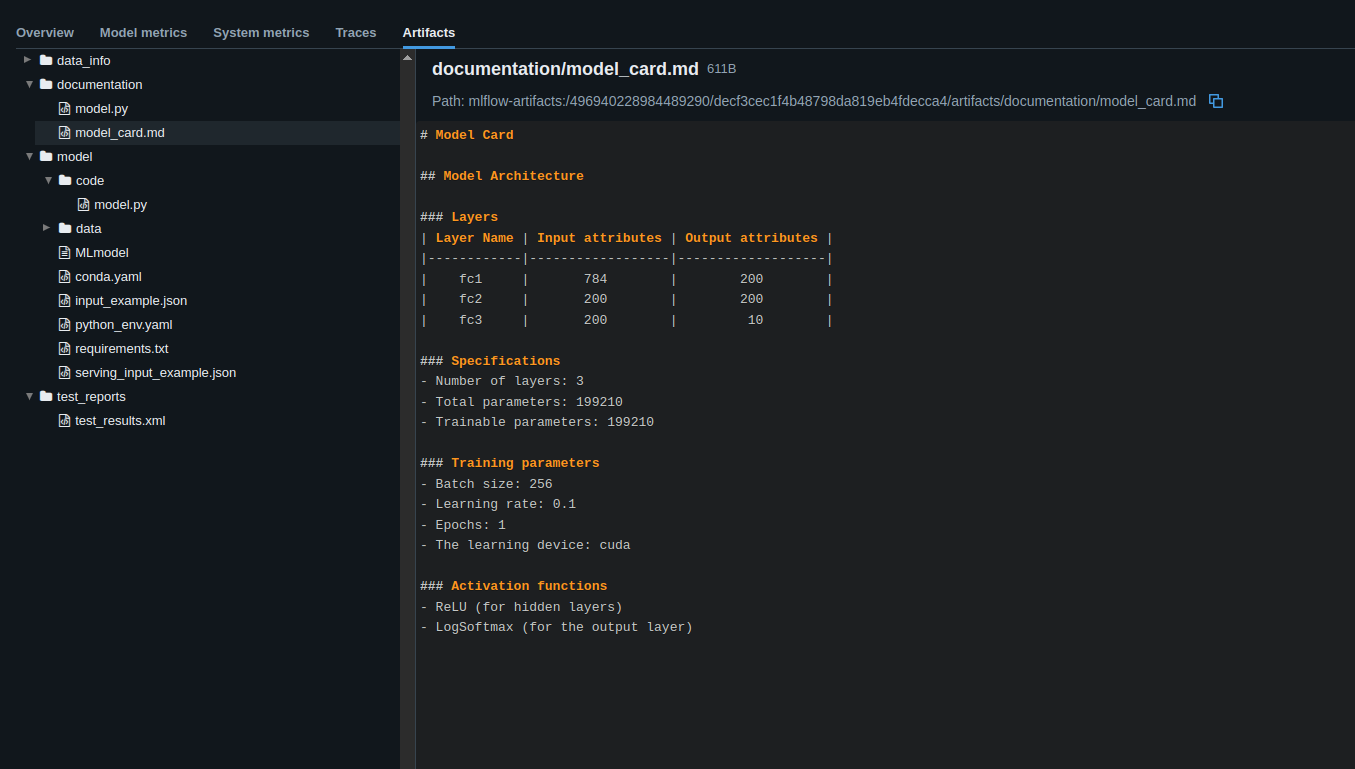 Overview Model metrics System metrics Traces Artifacts
data_info
documentation
model.py
model_card.md
model
code
model.py
data
MLmodel
conda.yaml
input_example.json
python_env.yaml
requirements.txt
serving_input_example.json
test_reports
test_results.xml
documentation/model_card.md 611B
Path: mlflow-artifacts:/496940228984489290/decf3cec1f4b48798da819eb4fdecca4/artifacts/documentation/model_card.md
# Model Card
## Model Architecture
### Layers
| Layer Name | Input attributes | Output attributes |
|------------|------------------|-------------------|
|    fc1     |       784        |        200        |
|    fc2     |       200        |        200        |
|    fc3     |       200        |         10        |
### Specifications
- Number of layers: 3
- Total parameters: 199210
- Trainable parameters: 199210
### Training parameters
- Batch size: 256
- Learning rate: 0.1
- Epochs: 1
- The learning device: cuda
### Activation functions
- ReLU (for hidden layers)
- LogSoftmax (for the output layer)